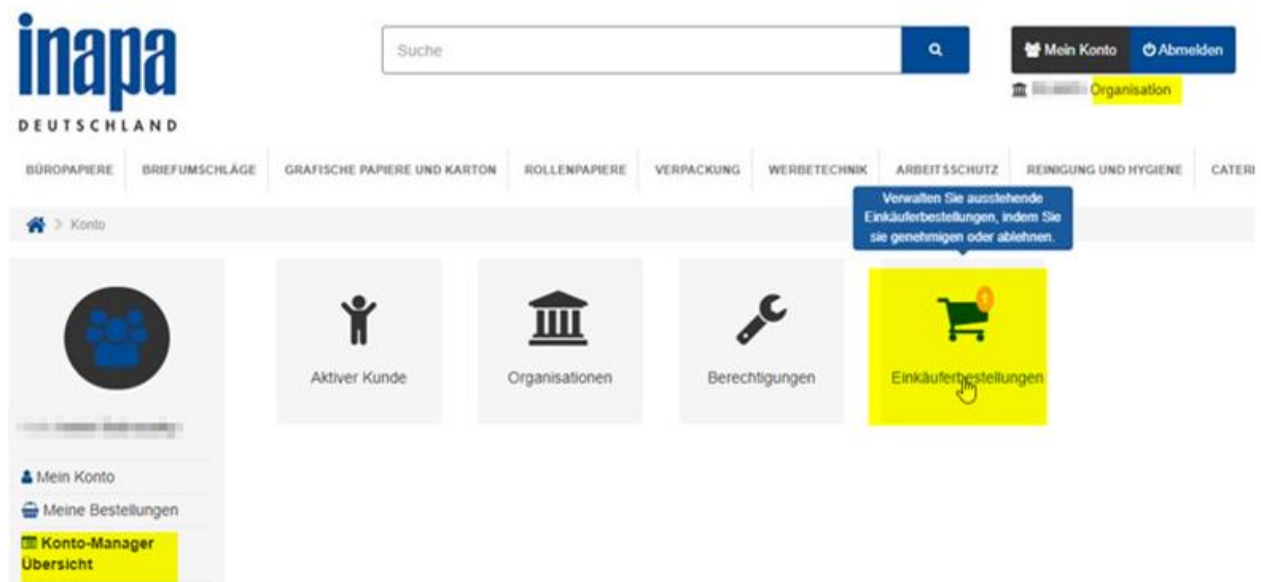 inapa
DEUTSCHLAND
Suche
Mein Konto
Abmelden
Organisation
BÜROPAPIERE
BRIEFUMSCHLÄGE
GRAFISCHE PAPIERE UND KARTON
ROLLENPAPIERE
VERPACKUNG
WERBETECHNIK
ARBEITSSCHUTZ
REINIGUNG UND HYGIENE
CATERI
Verwalten Sie ausstehende
Einkäuferbestellungen, indem Sie
sie genehmigen oder ablehnen.
> Konto
Aktiver Kunde
Organisationen
Berechtigungen
Einkäuferbestellungen
Mein Konto
Meine Bestellungen
Konto-Manager
Übersicht